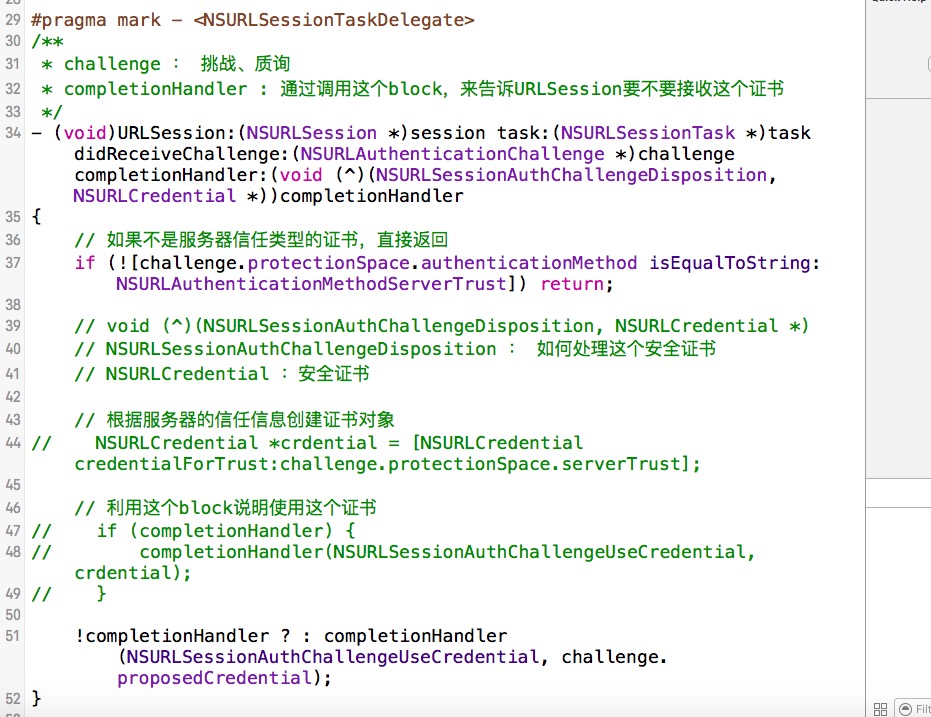 29 #pragma mark - <NSURLSessionTaskDelegate>
30 /**
31 * challenge : 挑战、质询
32 * completionHandler : 通过调用这个block，来告诉URLSession要不要接收这个证书
33 */
34 - (void)URLSession:(NSURLSession *)session task:(NSURLSessionTask *)task
didReceiveChallenge:(NSURLAuthenticationChallenge *)challenge
completionHandler:(void (^)(NSURLSessionAuthChallengeDisposition,
NSURLCredential *))completionHandler
35 {
36 // 如果不是服务器信任类型的证书，直接返回
37 if (![challenge.protectionSpace.authenticationMethod isEqualToString:
NSURLAuthenticationMethodServerTrust]) return;
38
39 // void (^)(NSURLSessionAuthChallengeDisposition, NSURLCredential *)
40 // NSURLSessionAuthChallengeDisposition : 如何处理这个安全证书
41 // NSURLCredential : 安全证书
42
43 // 根据服务器的信任信息创建证书对象
44 // NSURLCredential *crdential = [NSURLCredential
credentialForTrust:challenge.protectionSpace.serverTrust];
45
46 // 利用这个block说明使用这个证书
47 // if (completionHandler) {
48 // completionHandler(NSURLSessionAuthChallengeUseCredential,
crdential);
49 // }
50
51 !completionHandler ? : completionHandler
(NSURLSessionAuthChallengeUseCredential, challenge.
proposedCredential);
52 }